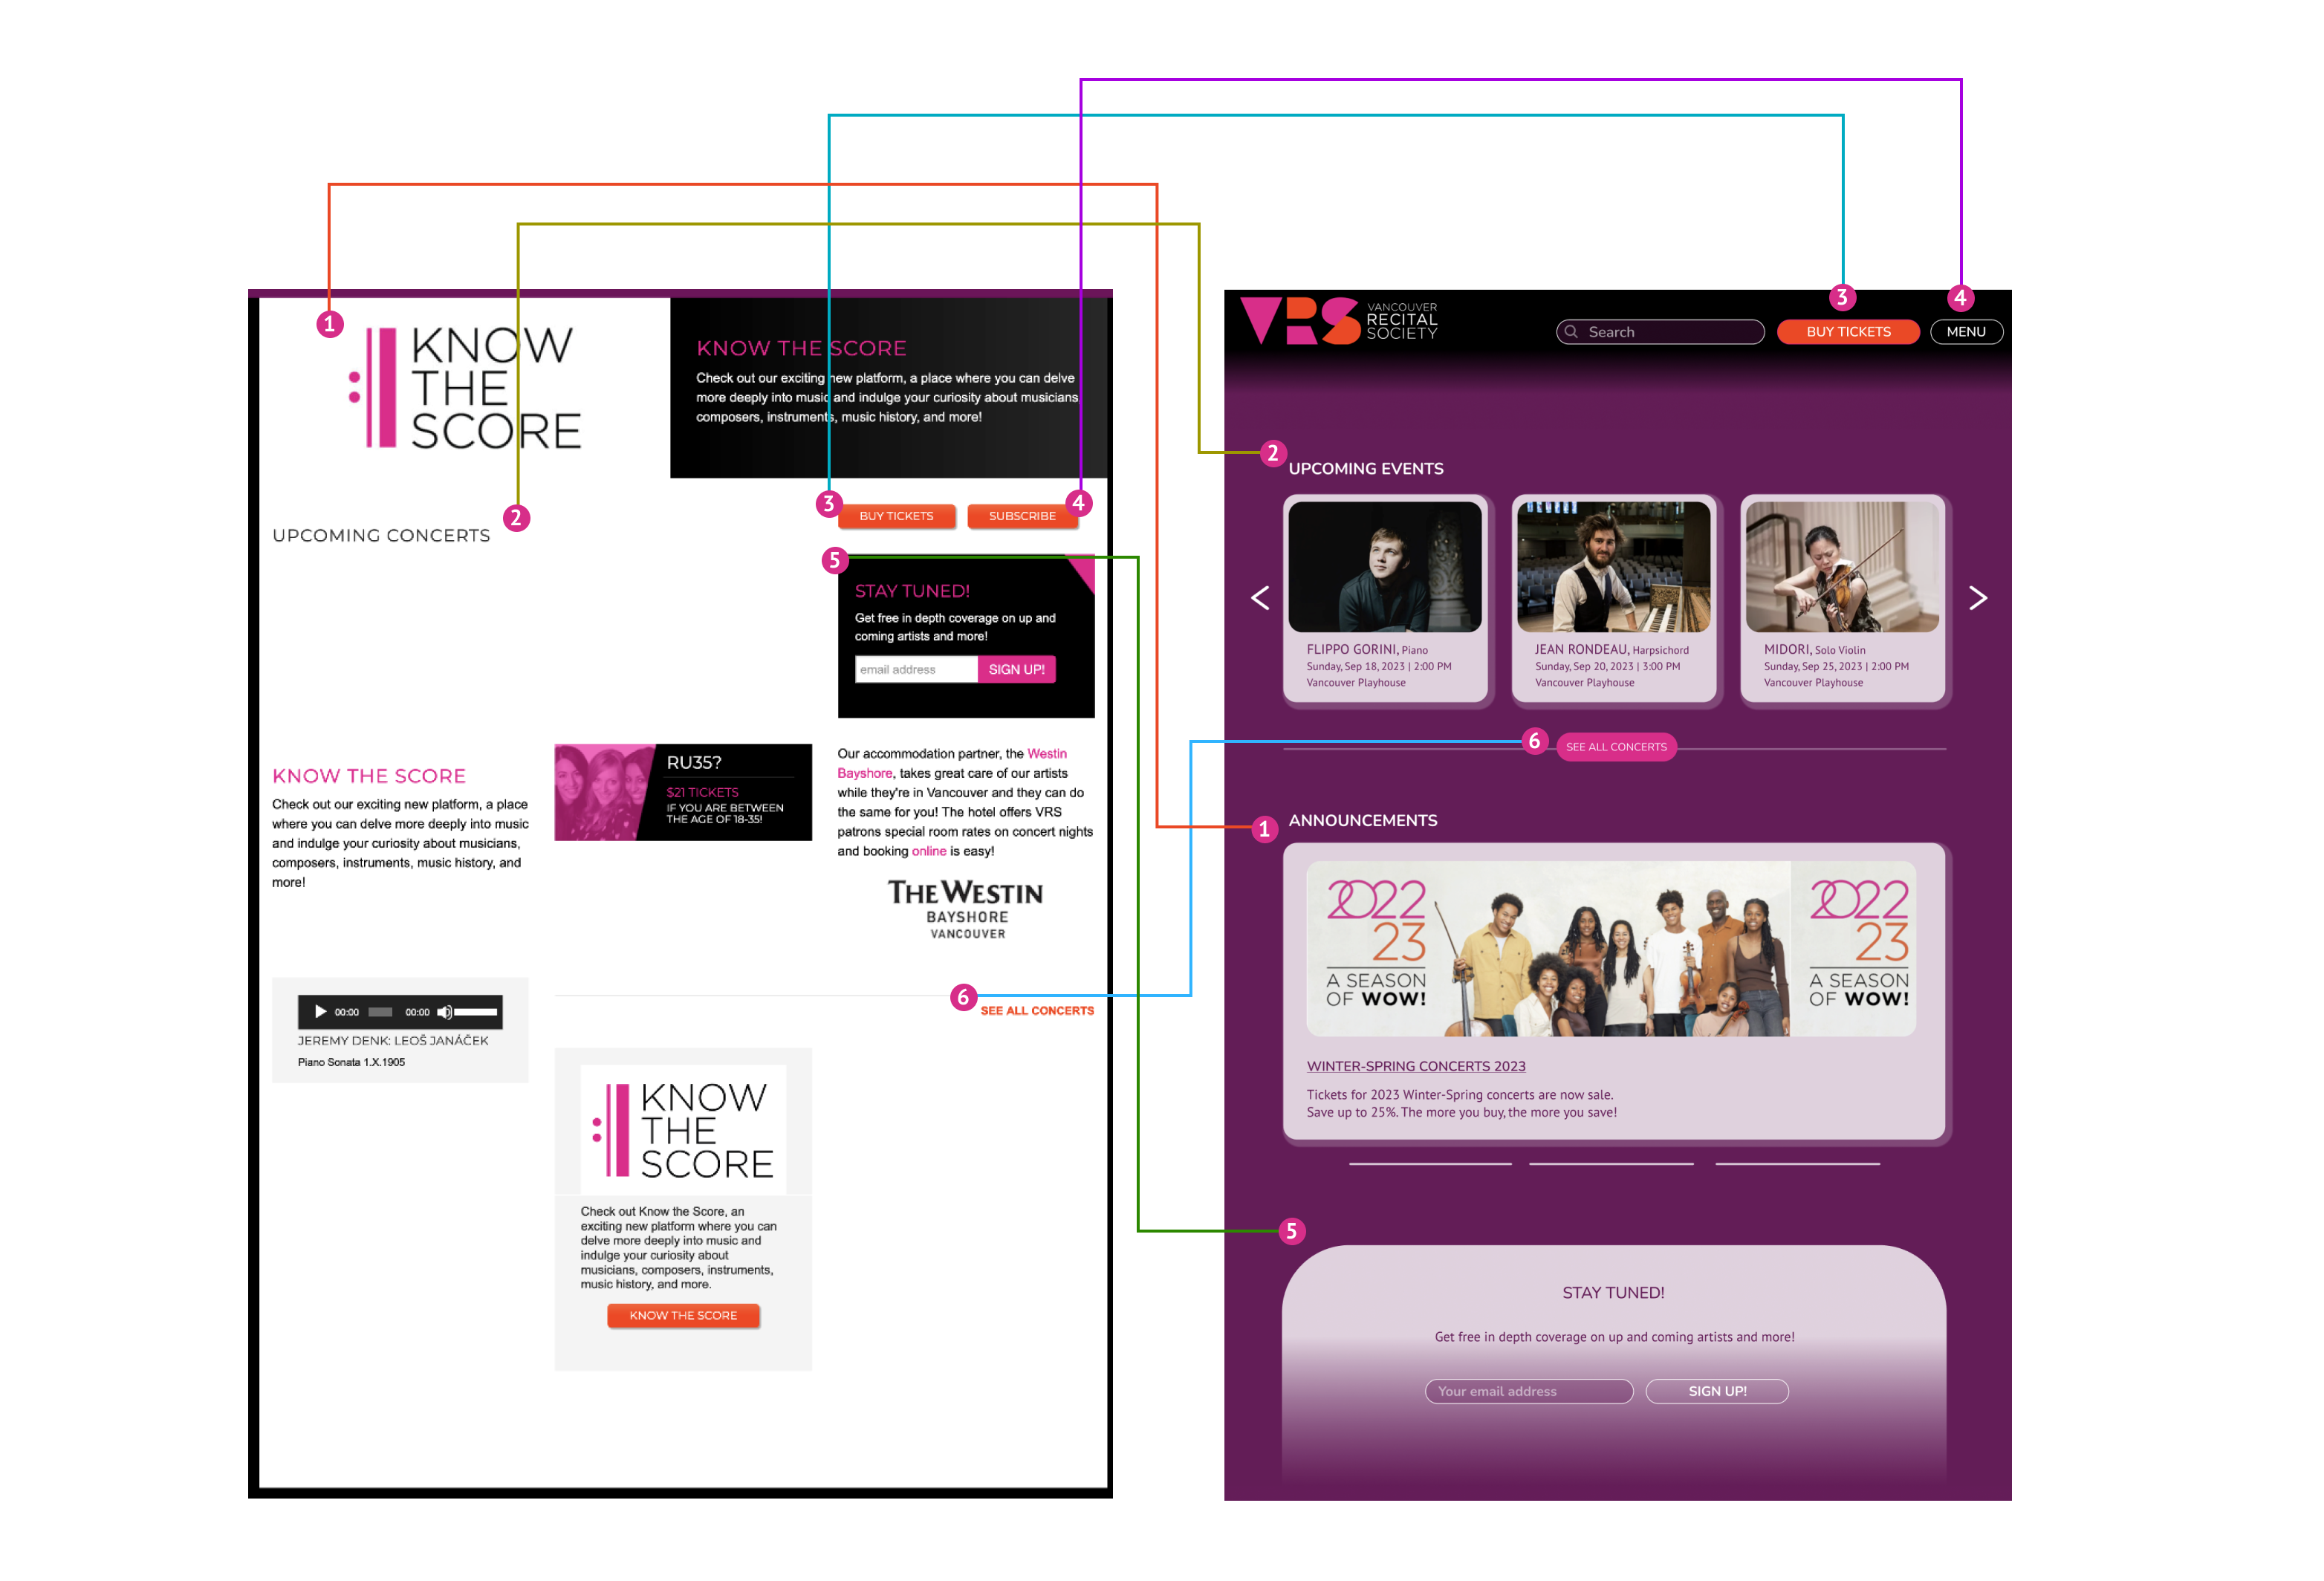 1
KNOW
THE
SCORE
KNOW THE SCORE
Check out our exciting new platform, a place where you can delve
more deeply into music and indulge your curiosity about musicians,
composers, instruments, music history, and more!
2
UPCOMING CONCERTS
3
BUY TICKETS
4
SUBSCRIBE
5
STAY TUNED!
Get free in depth coverage on up and
coming artists and more!
email address
SIGN UP!
KNOW THE SCORE
Check out our exciting new platform, a place
where you can delve more deeply into music
and indulge your curiosity about musicians,
composers, instruments, music history, and
more!
RU35?
$21 TICKETS
IF YOU ARE BETWEEN
THE AGE OF 18-35!
Our accommodation partner, the Westin
Bayshore, takes great care of our artists
while they're in Vancouver and they can do
the same for you! The hotel offers VRS
patrons special room rates on concert nights
and booking online is easy!
THE WESTIN
BAYSHORE
VANCOUVER
6
SEE ALL CONCERTS
00:00 00:00
JEREMY DENK: LEOŠ JANÁČEK
Piano Sonata 1.X.1905
KNOW
THE
SCORE
Check out Know the Score, an
exciting new platform where you can
delve more deeply into music and
indulge your curiosity about
musicians, composers, instruments,
music history, and more.
KNOW THE SCORE
VRS
VANCOUVER
RECITAL
SOCIETY
Search
3
BUY TICKETS
4
MENU
2
UPCOMING EVENTS
FLIPPO GORINI, Piano
Sunday, Sep 18, 2023 | 2:00 PM
Vancouver Playhouse
JEAN RONDEAU, Harpsichord
Sunday, Sep 20, 2023 | 3:00 PM
Vancouver Playhouse
MIDORI, Solo Violin
Sunday, Sep 25, 2023 | 2:00 PM
Vancouver Playhouse
6
SEE ALL CONCERTS
1
ANNOUNCEMENTS
2022
23
A SEASON
OF WOW!
2022
23
A SEASON
OF WOW!
WINTER-SPRING CONCERTS 2023
Tickets for 2023 Winter-Spring concerts are now sale.
Save up to 25%. The more you buy, the more you save!
5
STAY TUNED!
Get free in depth coverage on up and coming artists and more!
Your email address
SIGN UP!